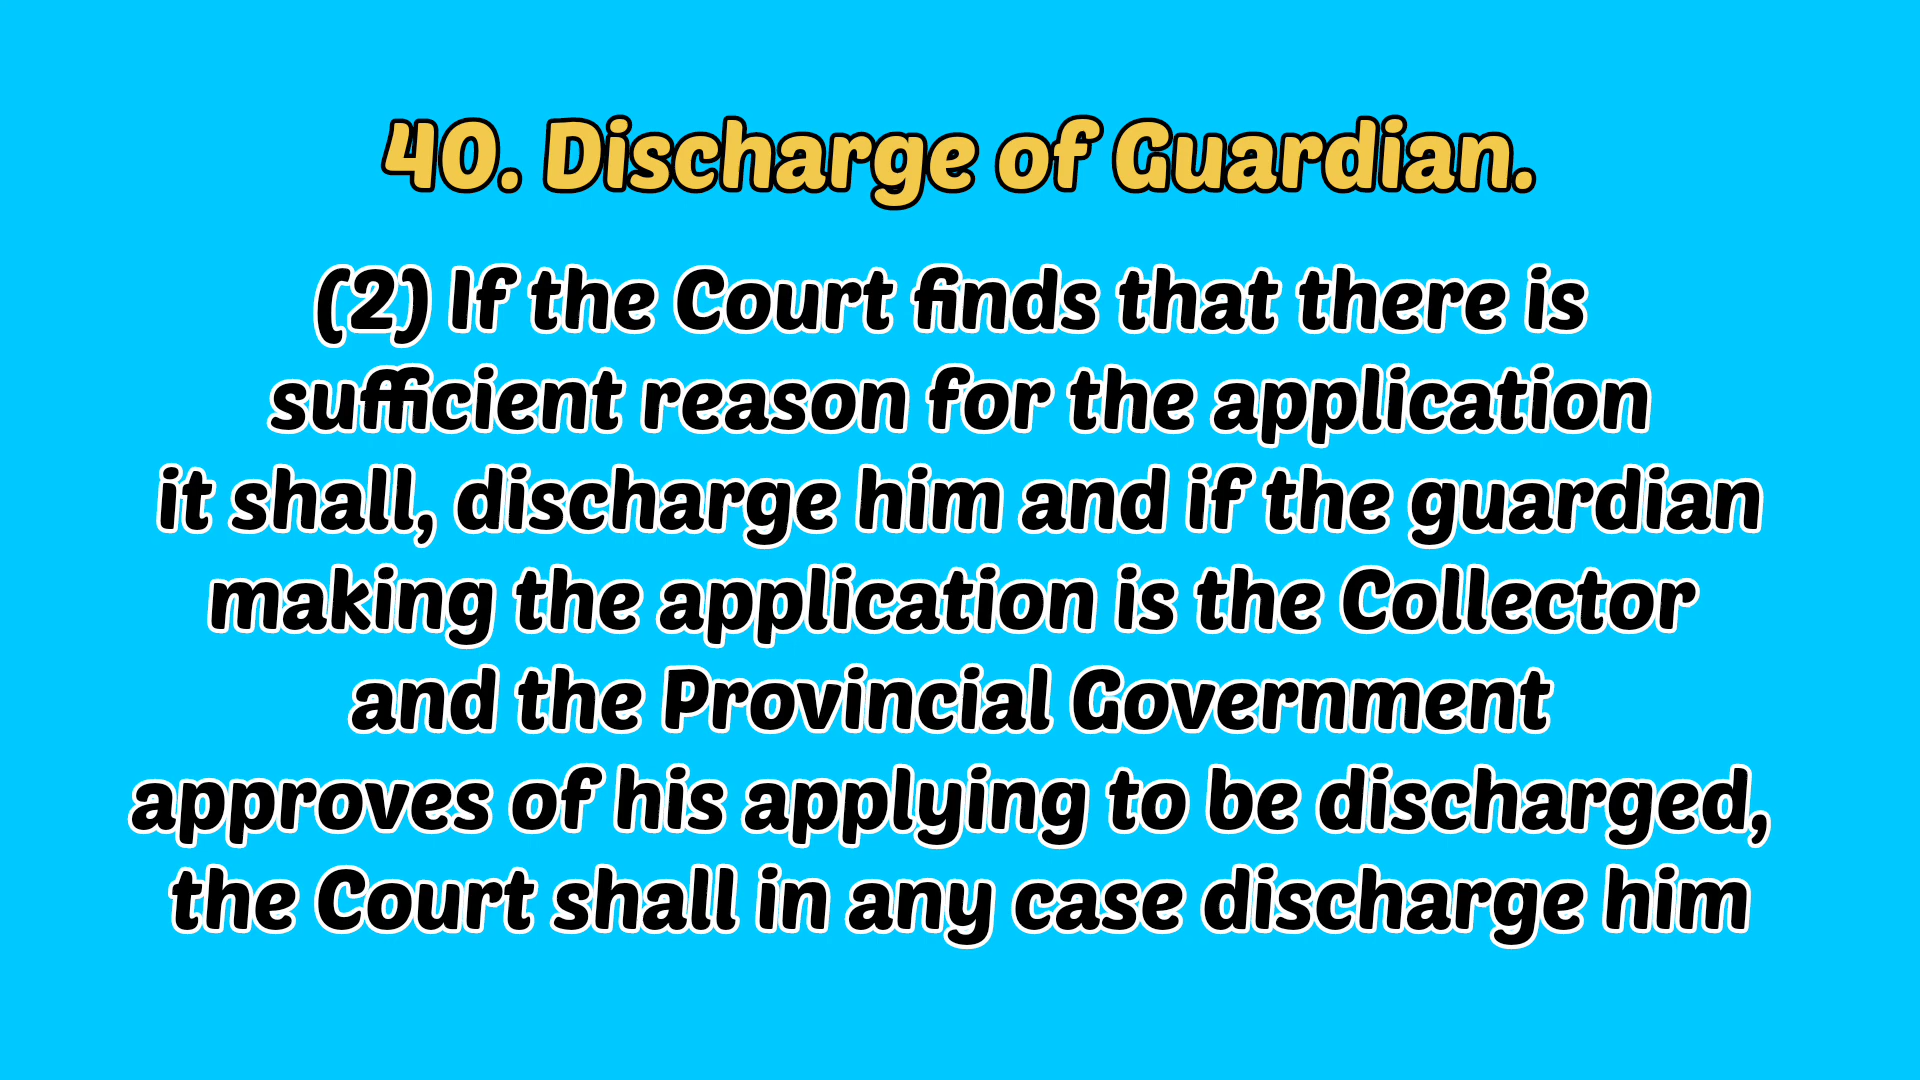 40. Discharge of Guardian.
(2) If the Court finds that there is
sufficient reason for the application
it shall, discharge him and if the guardian
making the application is the Collector
and the Provincial Government
approves of his applying to be discharged,
the Court shall in any case discharge him